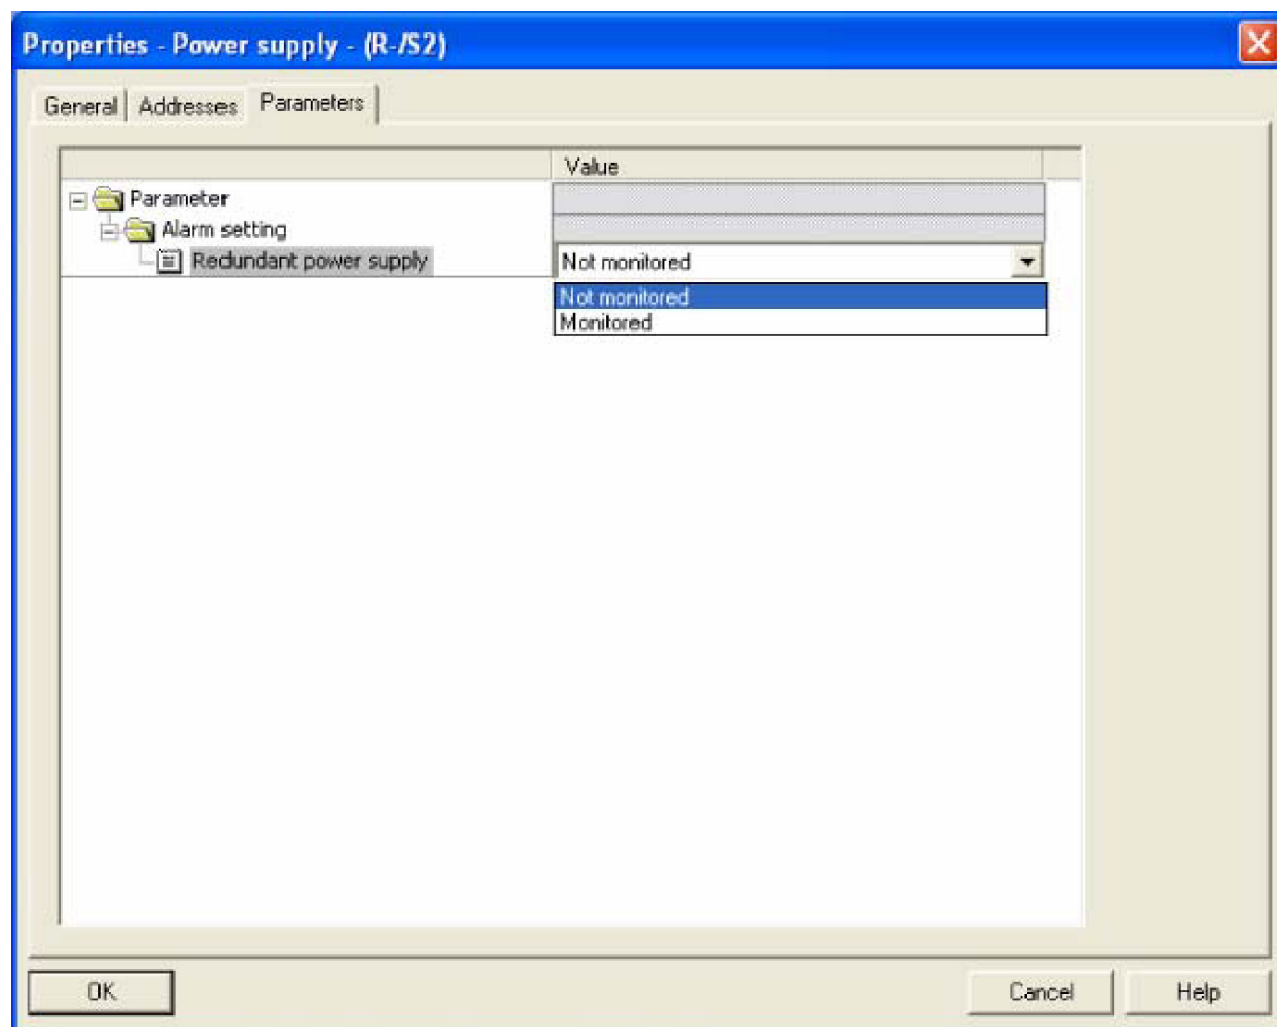 Properties - Power supply - (R-/S2)
General Addresses Parameters
Value
Parameter
Alarm setting
Redundant power supply Not monitored
Not monitored
Monitored
OK Cancel Help